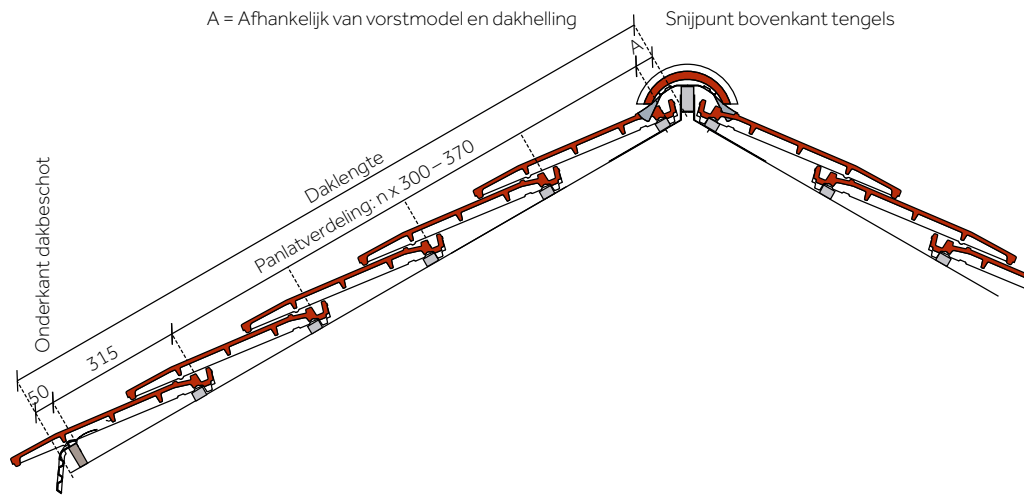 A = Afhankelijk van vorstmodel en dakhelling
Snijpunt bovenkant tengels
A
Daklengte
Panlatverdeling: n x 300 – 370
Onderkant dakbeschot
315
50